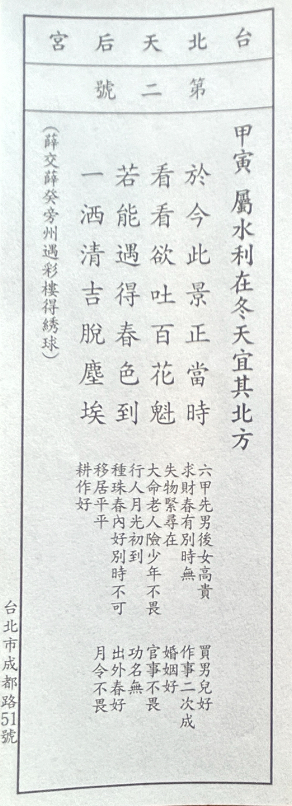 台北天后宮
第二號
甲寅 屬水利在冬天宜其北方
於今此景正當時
看看欲吐百花魁
若能遇得春色到
一洒清吉脫塵埃
(薛交薛癸旁州遇彩樓得綉球)
六甲先男後女高貴
求財春有別時無
失物緊尋在
大命老人險少年不畏
行人月光初到
種珠春內好別時不可
移居平平
耕作好
買男兒好
作事二次成
婚姻好
官事不畏
功名無
出外春好
月令不畏
台北市成都路51號